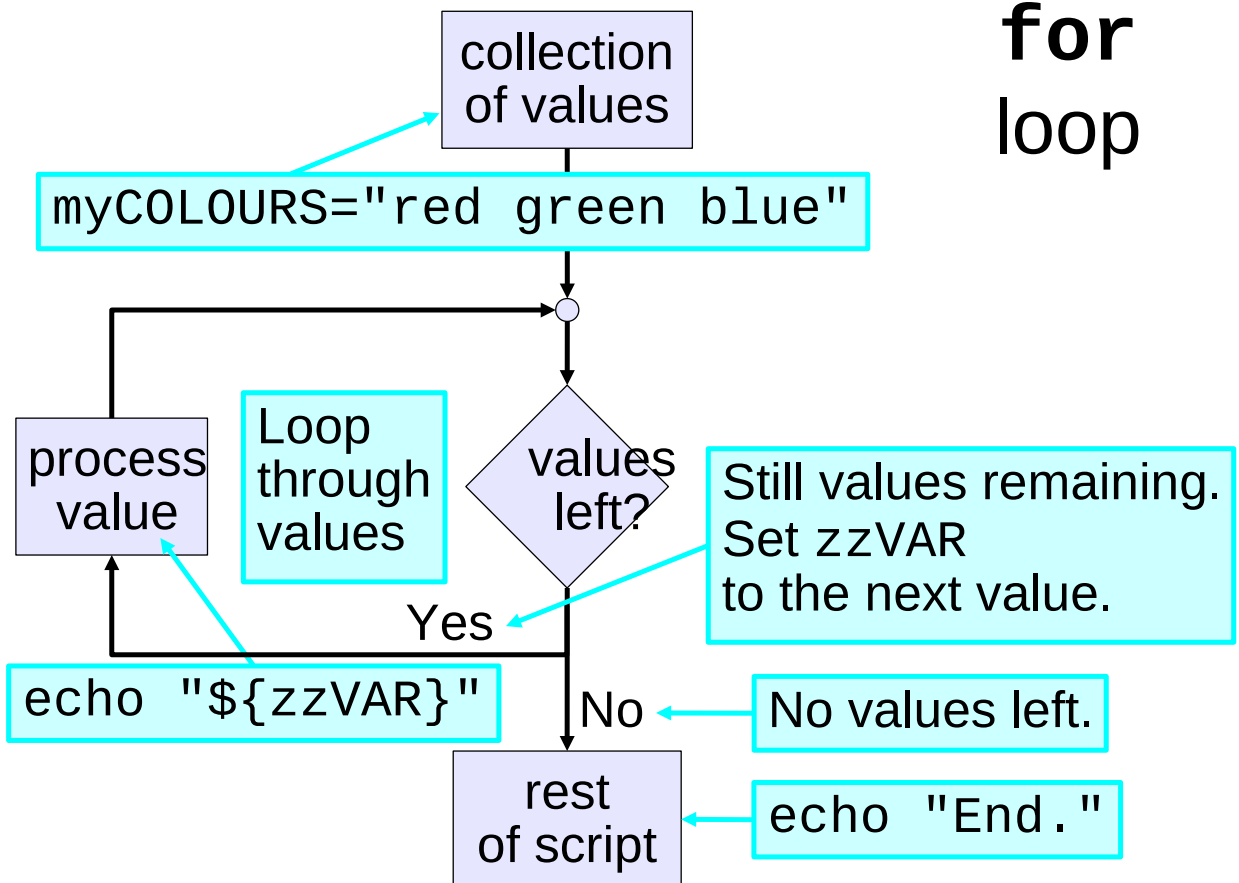 for
loop
collection
of values
myCOLOURS="red green blue"
process
value
Loop
through
values
values
left?
Still values remaining.
Set zzVAR
to the next value.
Yes
echo "${zzVAR}"
No
No values left.
rest
of script
echo "End."